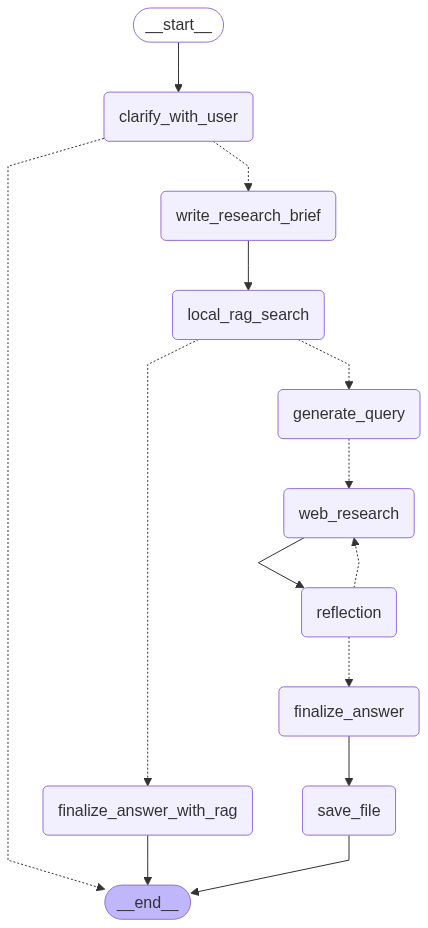 __start__
clarify_with_user
write_research_brief
local_rag_search
generate_query
web_research
reflection
finalize_answer
finalize_answer_with_rag
save_file
__end__